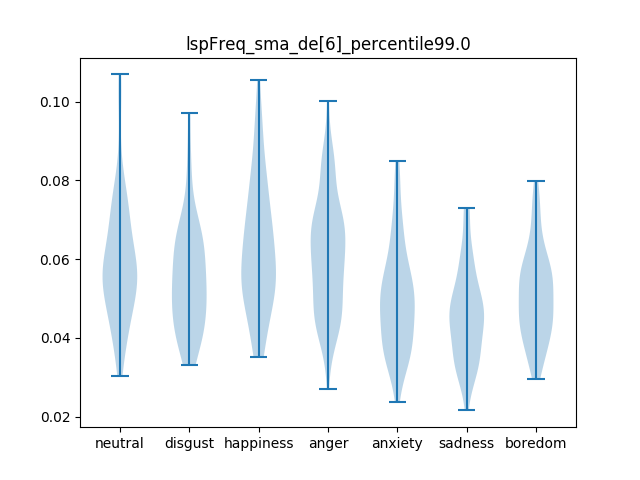 lspFreq_sma_de[6]_percentile99.0
0.10
0.08
0.06
0.04
0.02
neutral disgust happiness anger anxiety sadness boredom